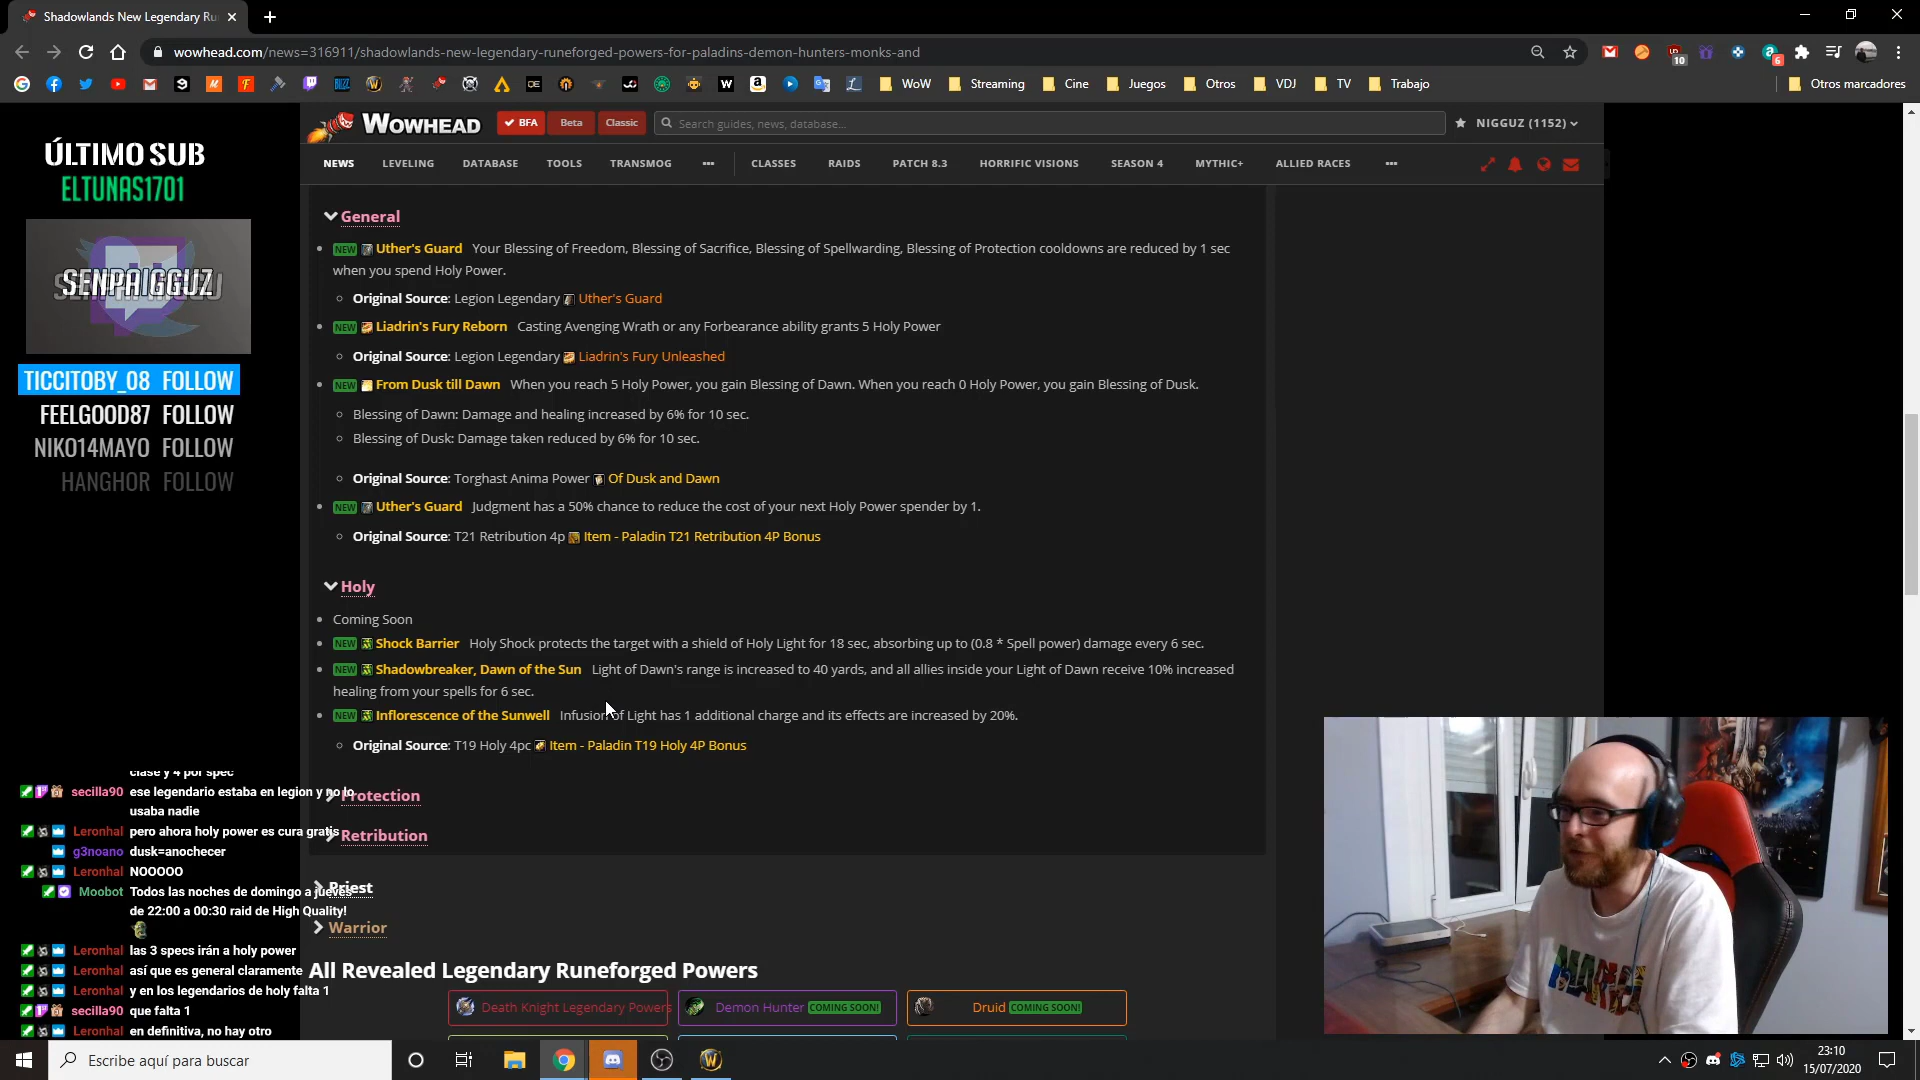 Shadowlands New Legendary Ru
wowhead.com/news=316911/shadowlands-new-legendary-runeforged-powers-for-paladins-demon-hunters-monks-and
10
6
WoW Streaming Cine Juegos Otros VDJ TV Trabajo Otros marcadores
WOWHEAD BFA Beta Classic Search guides, news, database... NIGGUZ (1152)
NEWS LEVELING DATABASE TOOLS TRANSMOG ••• CLASSES RAIDS PATCH 8.3 HORRIFIC VISIONS SEASON 4 MYTHIC+ ALLIED RACES •••
ÚLTIMO SUB
ELTUNAS1701
SENPAIGGUZ
TICCITOBY_08 FOLLOW
FEELGOOD87 FOLLOW
NIKO14MAYO FOLLOW
HANGHOR FOLLOW
General
NEW Uther's Guard Your Blessing of Freedom, Blessing of Sacrifice, Blessing of Spellwarding, Blessing of Protection cooldowns are reduced by 1 sec
when you spend Holy Power.
Original Source: Legion Legendary Uther's Guard
NEW Liadrin's Fury Reborn Casting Avenging Wrath or any Forbearance ability grants 5 Holy Power
Original Source: Legion Legendary Liadrin's Fury Unleashed
NEW From Dusk till Dawn When you reach 5 Holy Power, you gain Blessing of Dawn. When you reach 0 Holy Power, you gain Blessing of Dusk.
Blessing of Dawn: Damage and healing increased by 6% for 10 sec.
Blessing of Dusk: Damage taken reduced by 6% for 10 sec.
Original Source: Torghast Anima Power Of Dusk and Dawn
NEW Uther's Guard Judgment has a 50% chance to reduce the cost of your next Holy Power spender by 1.
Original Source: T21 Retribution 4p Item - Paladin T21 Retribution 4P Bonus
Holy
Coming Soon
NEW Shock Barrier Holy Shock protects the target with a shield of Holy Light for 18 sec, absorbing up to (0.8 * Spell power) damage every 6 sec.
NEW Shadowbreaker, Dawn of the Sun Light of Dawn's range is increased to 40 yards, and all allies inside your Light of Dawn receive 10% increased
healing from your spells for 6 sec.
NEW Inflorescence of the Sunwell Infusion of Light has 1 additional charge and its effects are increased by 20%.
Original Source: T19 Holy 4pc Item - Paladin T19 Holy 4P Bonus
Protection
Retribution
Priest
Warrior
All Revealed Legendary Runeforged Powers
Death Knight Legendary Powers Demon Hunter COMING SOON! Druid COMING SOON!
clase y 4 por spec
secilla90 ese legendario estaba en legion y no lo
usaba nadie
Leronhal pero ahora holy power es cura gratis
g3noano dusk=anochecer
Leronhal NOOOOO
Moobot Todos las noches de domingo a jueves
de 22:00 a 00:30 raid de High Quality!
Leronhal las 3 specs irán a holy power
Leronhal así que es general claramente
Leronhal y en los legendarios de holy falta 1
secilla90 que falta 1
Leronhal en definitiva, no hay otro
Escribe aquí para buscar
23:10
15/07/2020